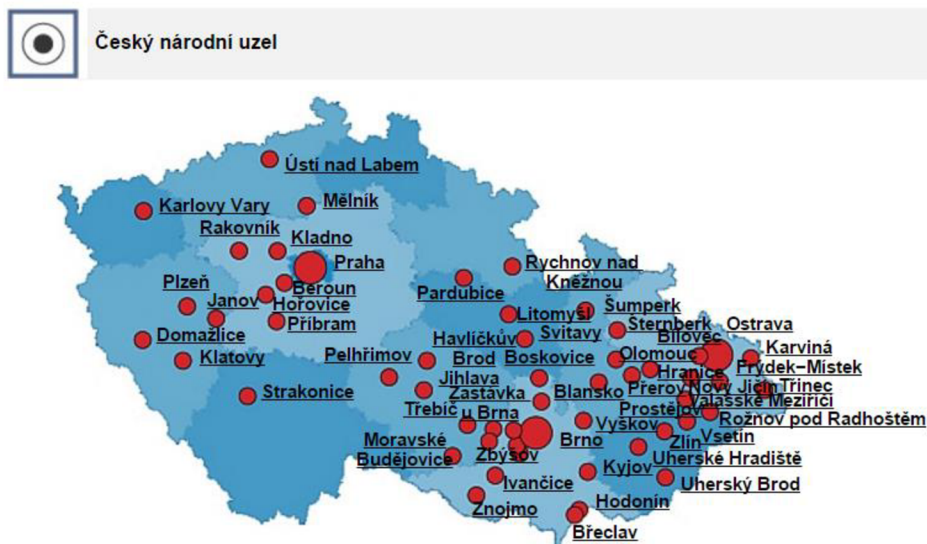 Český národní uzel
Ústí nad Labem
Karlovy Vary
Mělník
Rakovník
Kladno
Praha
Rychnov nad
Kněžnou
Plzeň
Beroun
Pardubice
Janov
Hořovice
Litomyšl
Šumperk
Domažlice
Příbram
Havlíčkův
Brod
Svitavy
Šternberk
Ostrava
Bílovec
Klatovy
Pelhřimov
Boskovice
Olomouc
Karviná
Hranice
Frýdek-Místek
Strakonice
Jihlava
Zastávka
u Brna
Blansko
Přerov
Nový Jičín
Třinec
Valašské Meziříčí
Třebíč
Prostějov
Rožnov pod Radhoštěm
Vyškov
Moravské
Budějovice
Zbýšov
Brno
Zlín
Vsetín
Uherské Hradiště
Ivančice
Kyjov
Uherský Brod
Znojmo
Hodonín
Břeclav